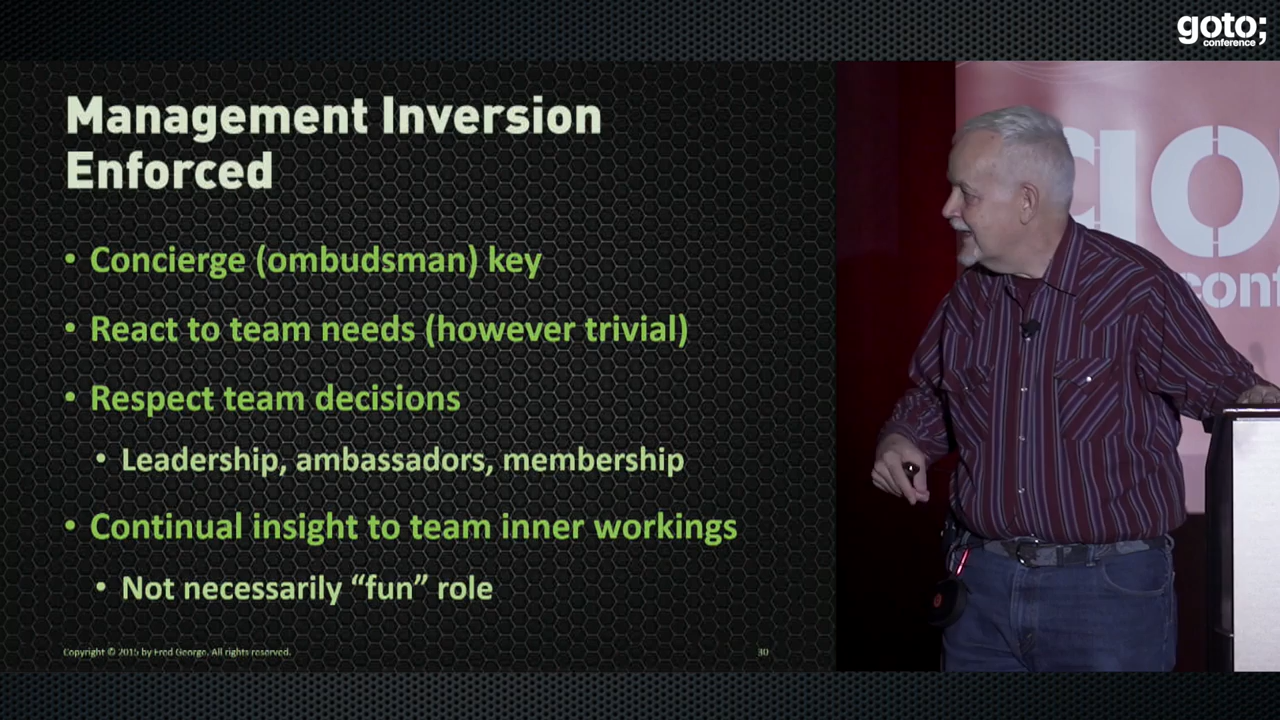 goto;
conference
Management Inversion
Enforced
• Concierge (ombudsman) key
• React to team needs (however trivial)
• Respect team decisions
• Leadership, ambassadors, membership
• Continual insight to team inner workings
• Not necessarily “fun” role
Copyright © 2015 by Fred George. All rights reserved.
30
go
conf